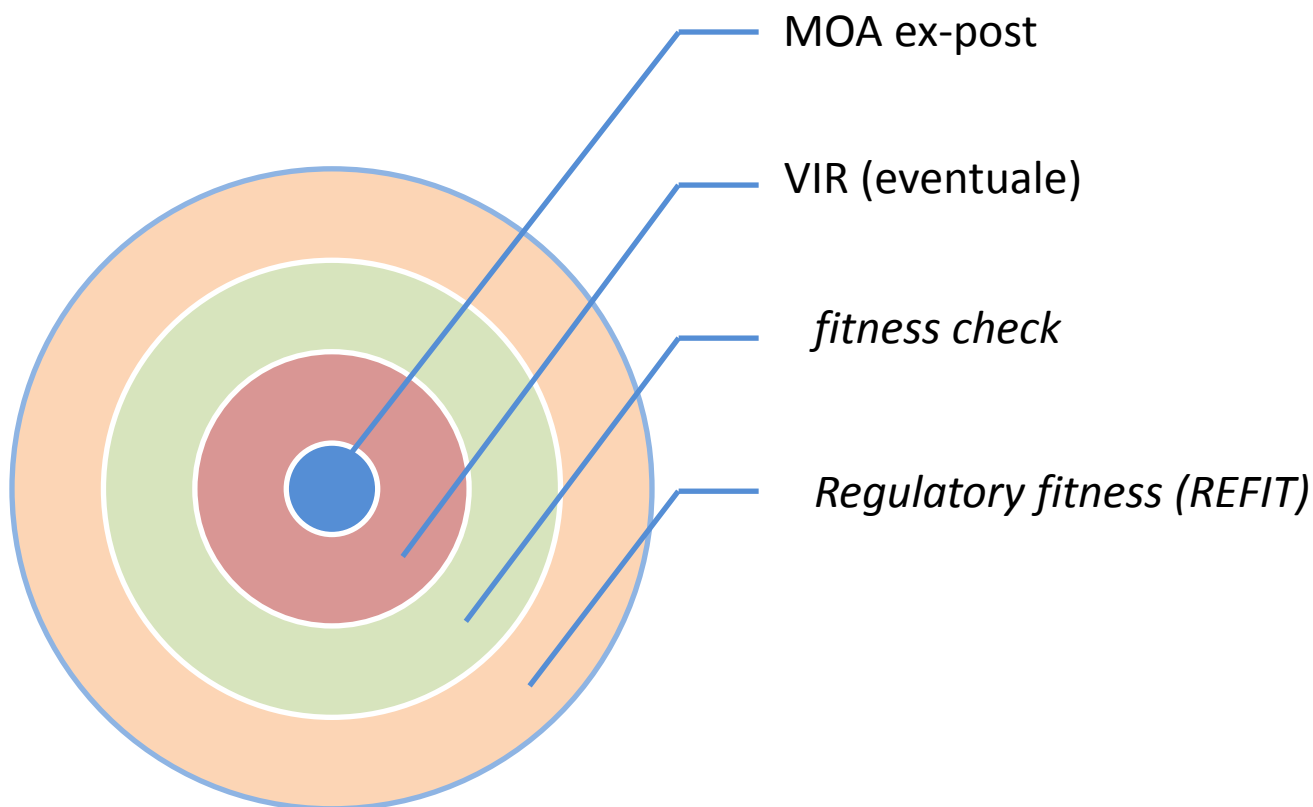 MOA ex-post
VIR (eventuale)
fitness check
Regulatory fitness (REFIT)